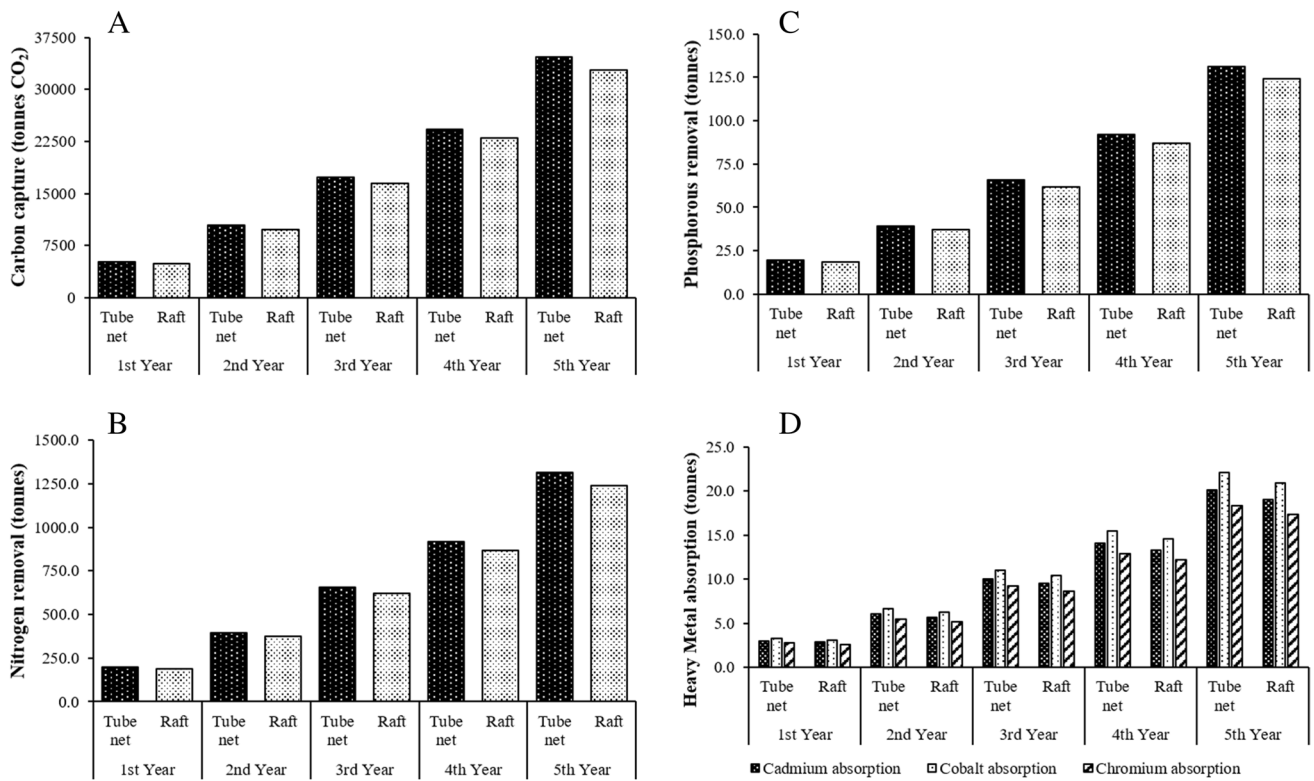 A
Carbon capture (tonnes CO₂)
37500
30000
22500
15000
7500
0
Tube net Raft Tube net Raft Tube net Raft Tube net Raft Tube net Raft
1st Year 2nd Year 3rd Year 4th Year 5th Year
C
Phosphorous removal (tonnes)
150.0
125.0
100.0
75.0
50.0
25.0
0.0
Tube net Raft Tube net Raft Tube net Raft Tube net Raft Tube net Raft
1st Year 2nd Year 3rd Year 4th Year 5th Year
B
Nitrogen removal (tonnes)
1500.0
1250.0
1000.0
750.0
500.0
250.0
0.0
Tube net Raft Tube net Raft Tube net Raft Tube net Raft Tube net Raft
1st Year 2nd Year 3rd Year 4th Year 5th Year
D
Heavy Metal absorption (tonnes)
25.0
20.0
15.0
10.0
5.0
0.0
Tube net Raft Tube net Raft Tube net Raft Tube net Raft Tube net Raft
1st Year 2nd Year 3rd Year 4th Year 5th Year
Cadmium absorption Cobalt absorption Chromium absorption